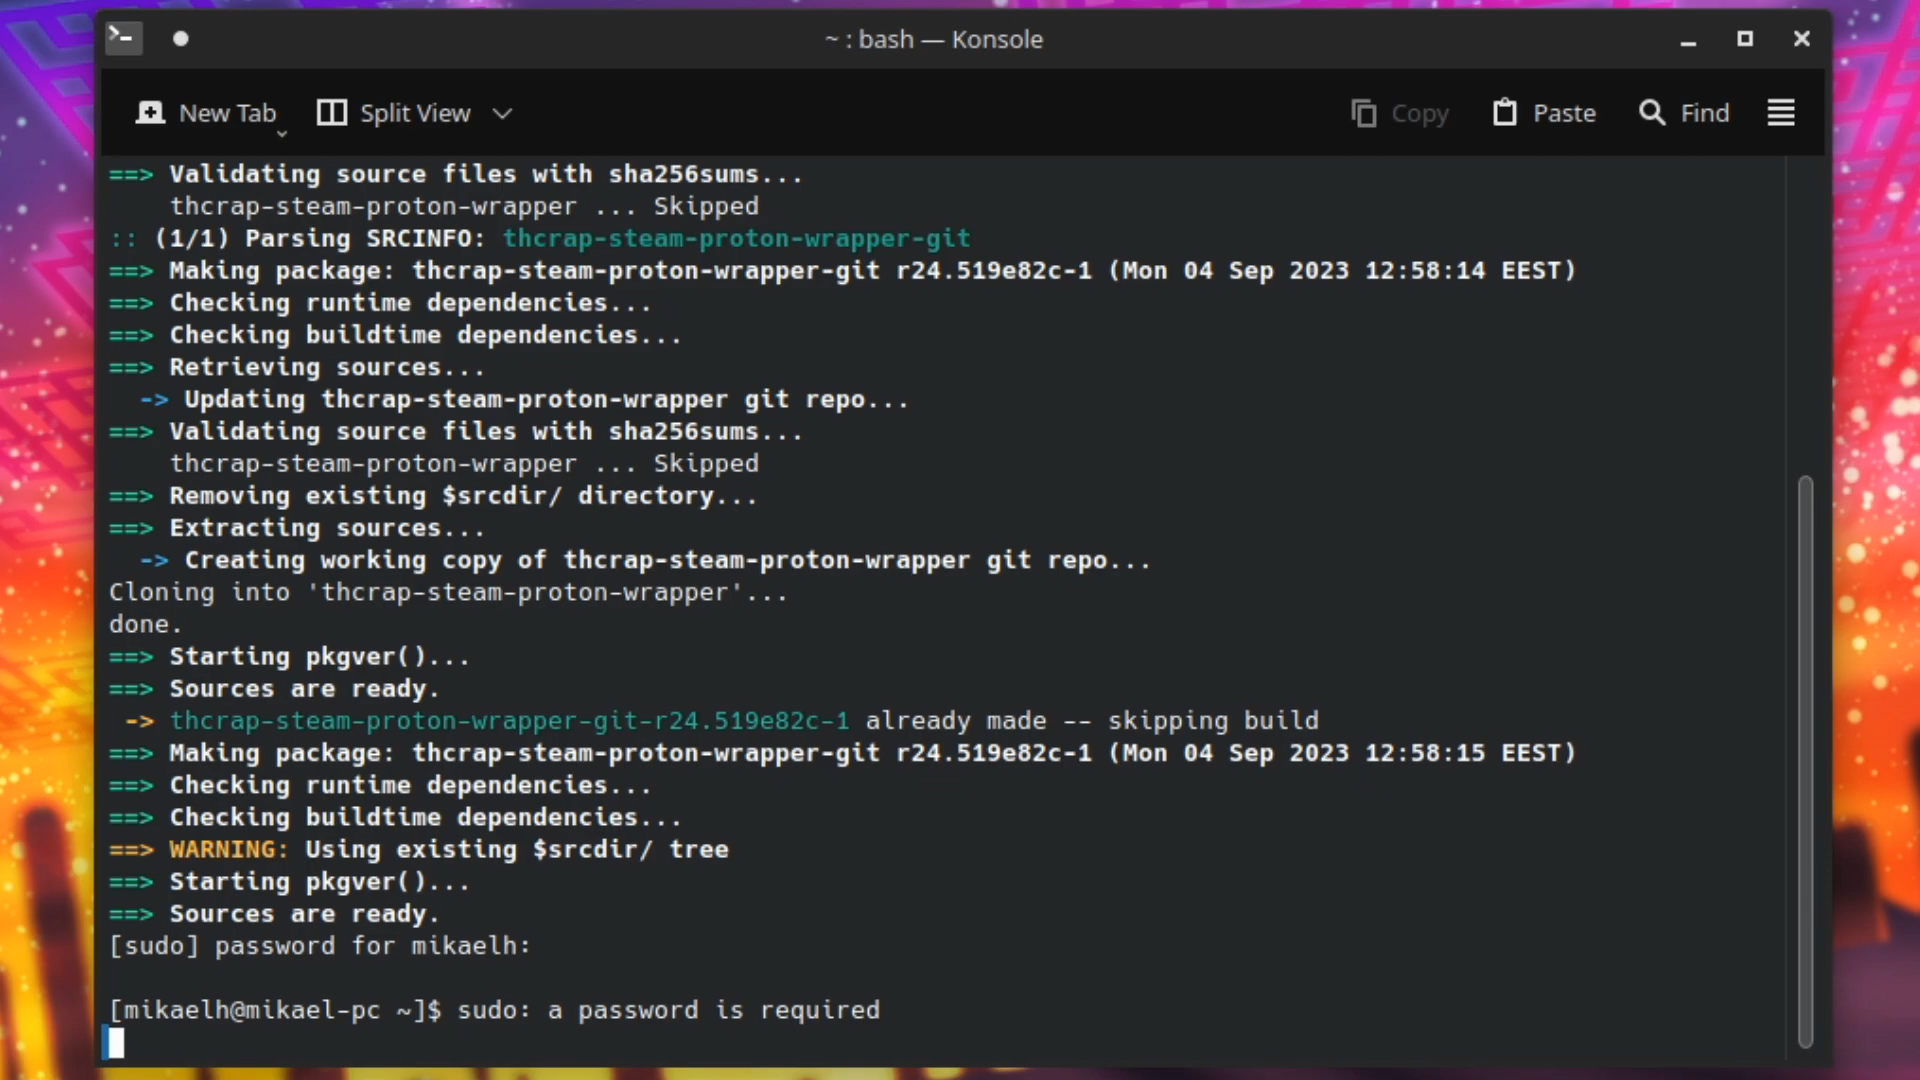 ~ : bash — Konsole
New Tab Split View Copy Paste Find
==> Validating source files with sha256sums...
thcrap-steam-proton-wrapper ... Skipped
:: (1/1) Parsing SRCINFO: thcrap-steam-proton-wrapper-git
==> Making package: thcrap-steam-proton-wrapper-git r24.519e82c-1 (Mon 04 Sep 2023 12:58:14 EEST)
==> Checking runtime dependencies...
==> Checking buildtime dependencies...
==> Retrieving sources...
-> Updating thcrap-steam-proton-wrapper git repo...
==> Validating source files with sha256sums...
thcrap-steam-proton-wrapper ... Skipped
==> Removing existing $srcdir/ directory...
==> Extracting sources...
-> Creating working copy of thcrap-steam-proton-wrapper git repo...
Cloning into 'thcrap-steam-proton-wrapper'...
done.
==> Starting pkgver()...
==> Sources are ready.
-> thcrap-steam-proton-wrapper-git-r24.519e82c-1 already made -- skipping build
==> Making package: thcrap-steam-proton-wrapper-git r24.519e82c-1 (Mon 04 Sep 2023 12:58:15 EEST)
==> Checking runtime dependencies...
==> Checking buildtime dependencies...
==> WARNING: Using existing $srcdir/ tree
==> Starting pkgver()...
==> Sources are ready.
[sudo] password for mikaelh:
[mikaelh@mikael-pc ~]$ sudo: a password is required